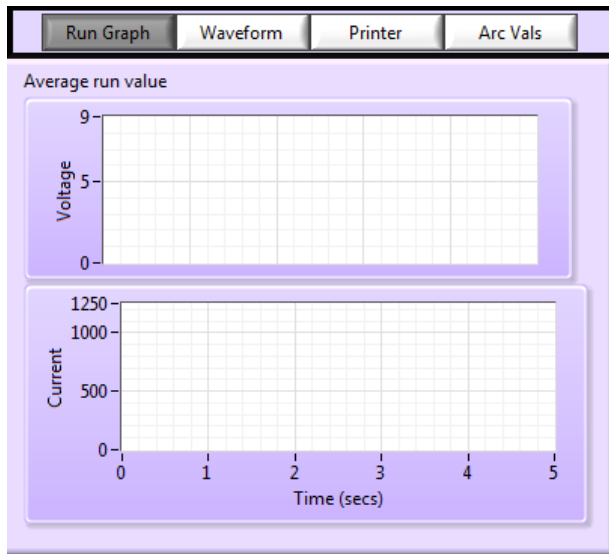 Run Graph Waveform Printer Arc Vals
Average run value
9
Voltage
5
0
1250
1000
Current
500
0
0 1 2 3 4 5
Time (secs)